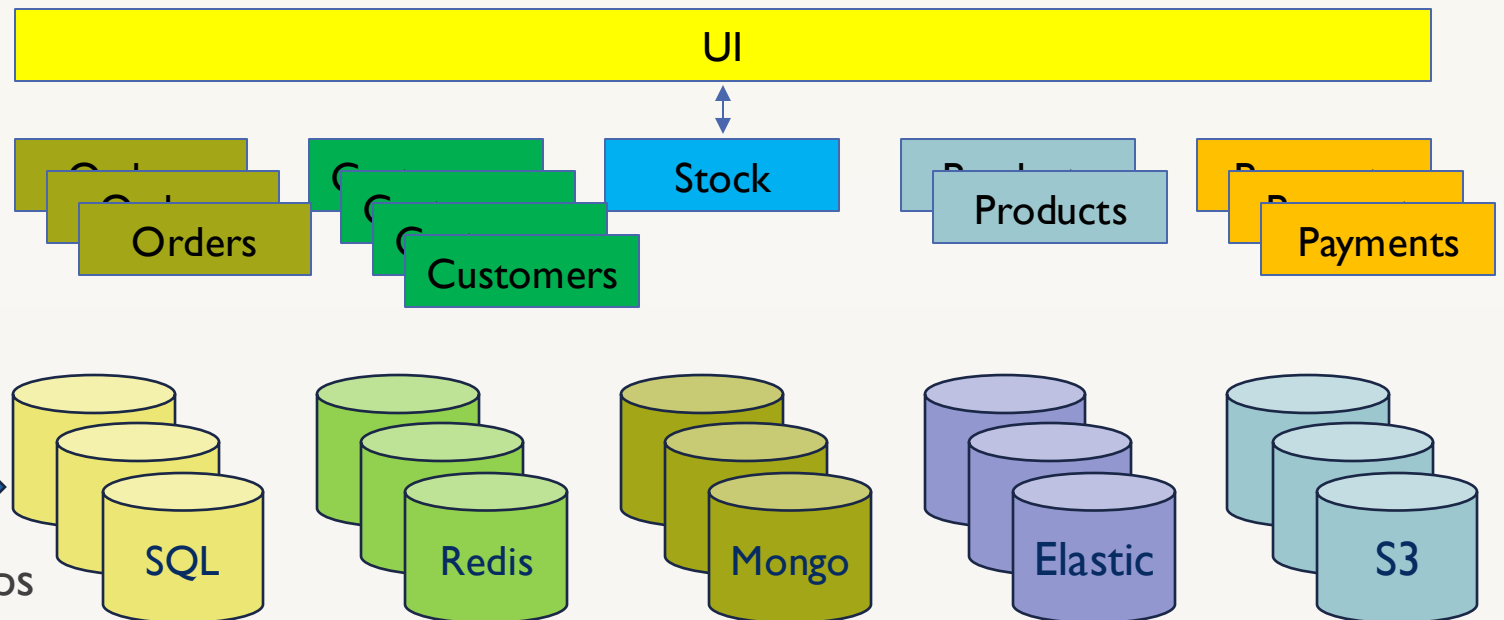 UI
Orders
Customers
Stock
Products
Payments
SQL
Redis
Mongo
Elastic
S3